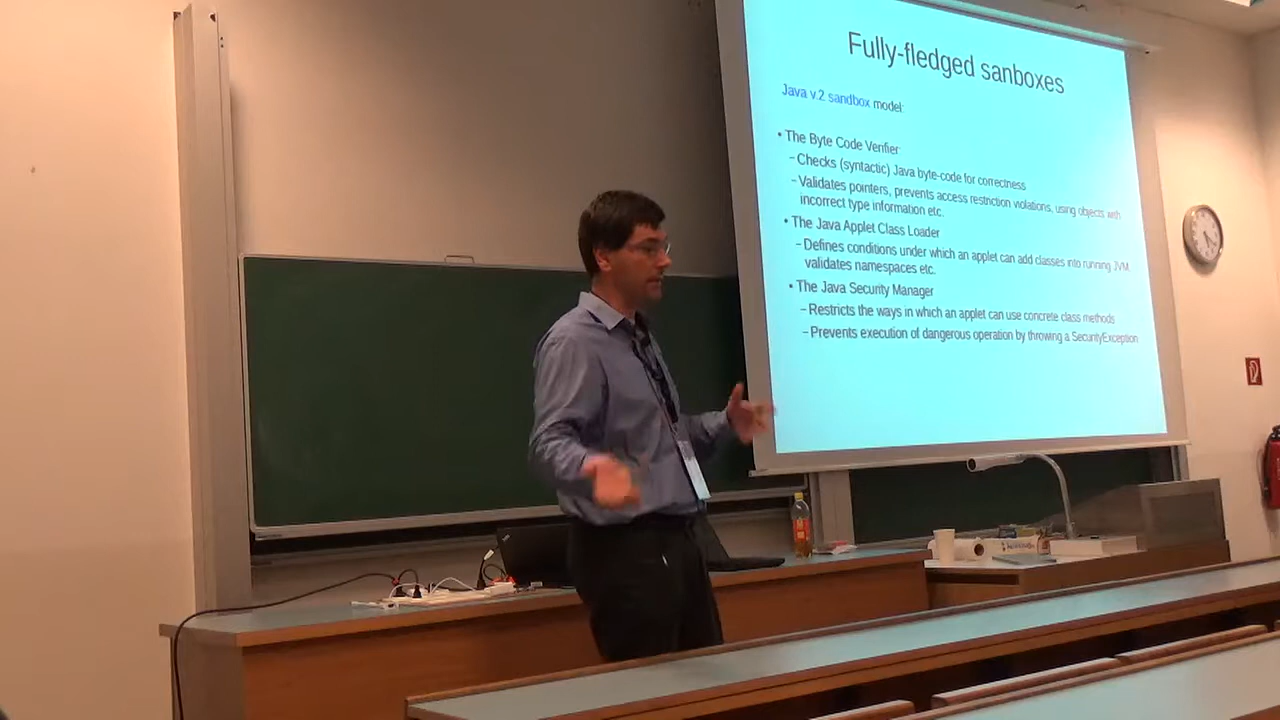 Fully-fledged sanboxes
Java v.2 sandbox model:
• The Byte Code Verifier:
–Checks (syntactic) Java byte-code for correctness
–Validates pointers, prevents access restriction violations, using objects with
incorrect type information etc.
• The Java Applet Class Loader
–Defines conditions under which an applet can add classes into running JVM,
validates namespaces etc.
• The Java Security Manager
–Restricts the ways in which an applet can use concrete class methods
–Prevents execution of dangerous operation by throwing a SecurityException